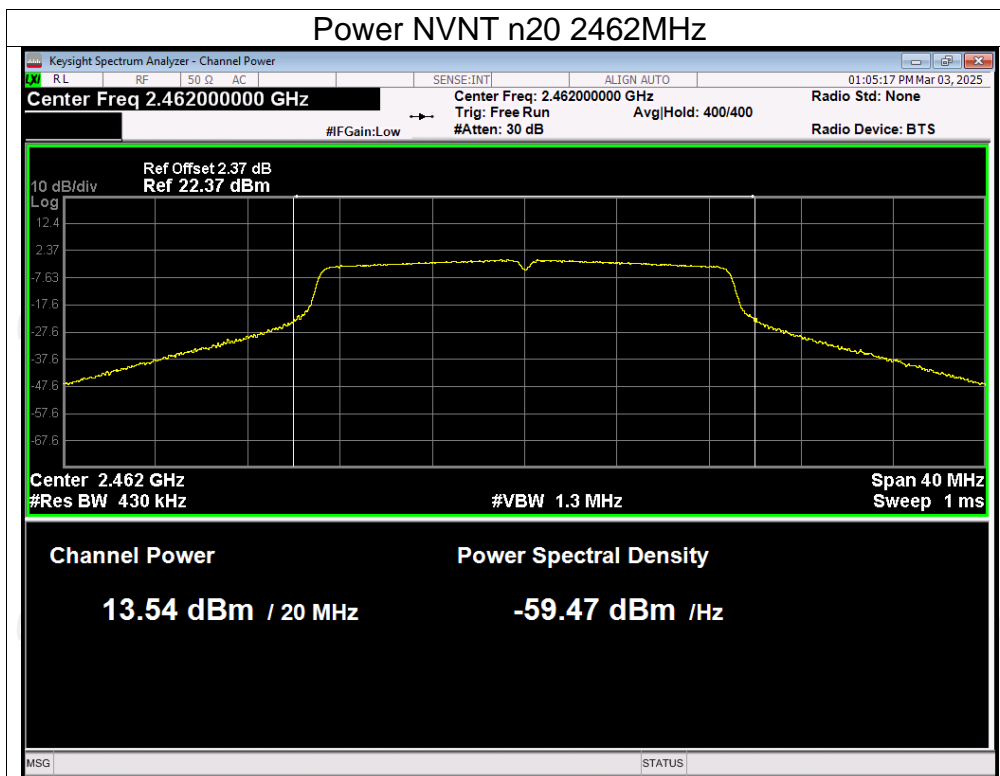 Power NVNT n20 2462MHz
Keysight Spectrum Analyzer - Channel Power
LXI RL RF 50 Ω AC SENSE:INT ALIGN AUTO 01:05:17 PM Mar 03, 2025
Center Freq 2.462000000 GHz
#IFGain:Low
Center Freq: 2.462000000 GHz
Trig: Free Run Avg|Hold: 400/400
#Atten: 30 dB
Radio Std: None
Radio Device: BTS
Ref Offset 2.37 dB
10 dB/div Ref 22.37 dBm
Log
12.4
2.37
-7.63
-17.6
-27.6
-37.6
-47.6
-57.6
-67.6
Center 2.462 GHz Span 40 MHz
#Res BW 430 kHz #VBW 1.3 MHz Sweep 1 ms
Channel Power Power Spectral Density
13.54 dBm / 20 MHz -59.47 dBm /Hz
MSG STATUS